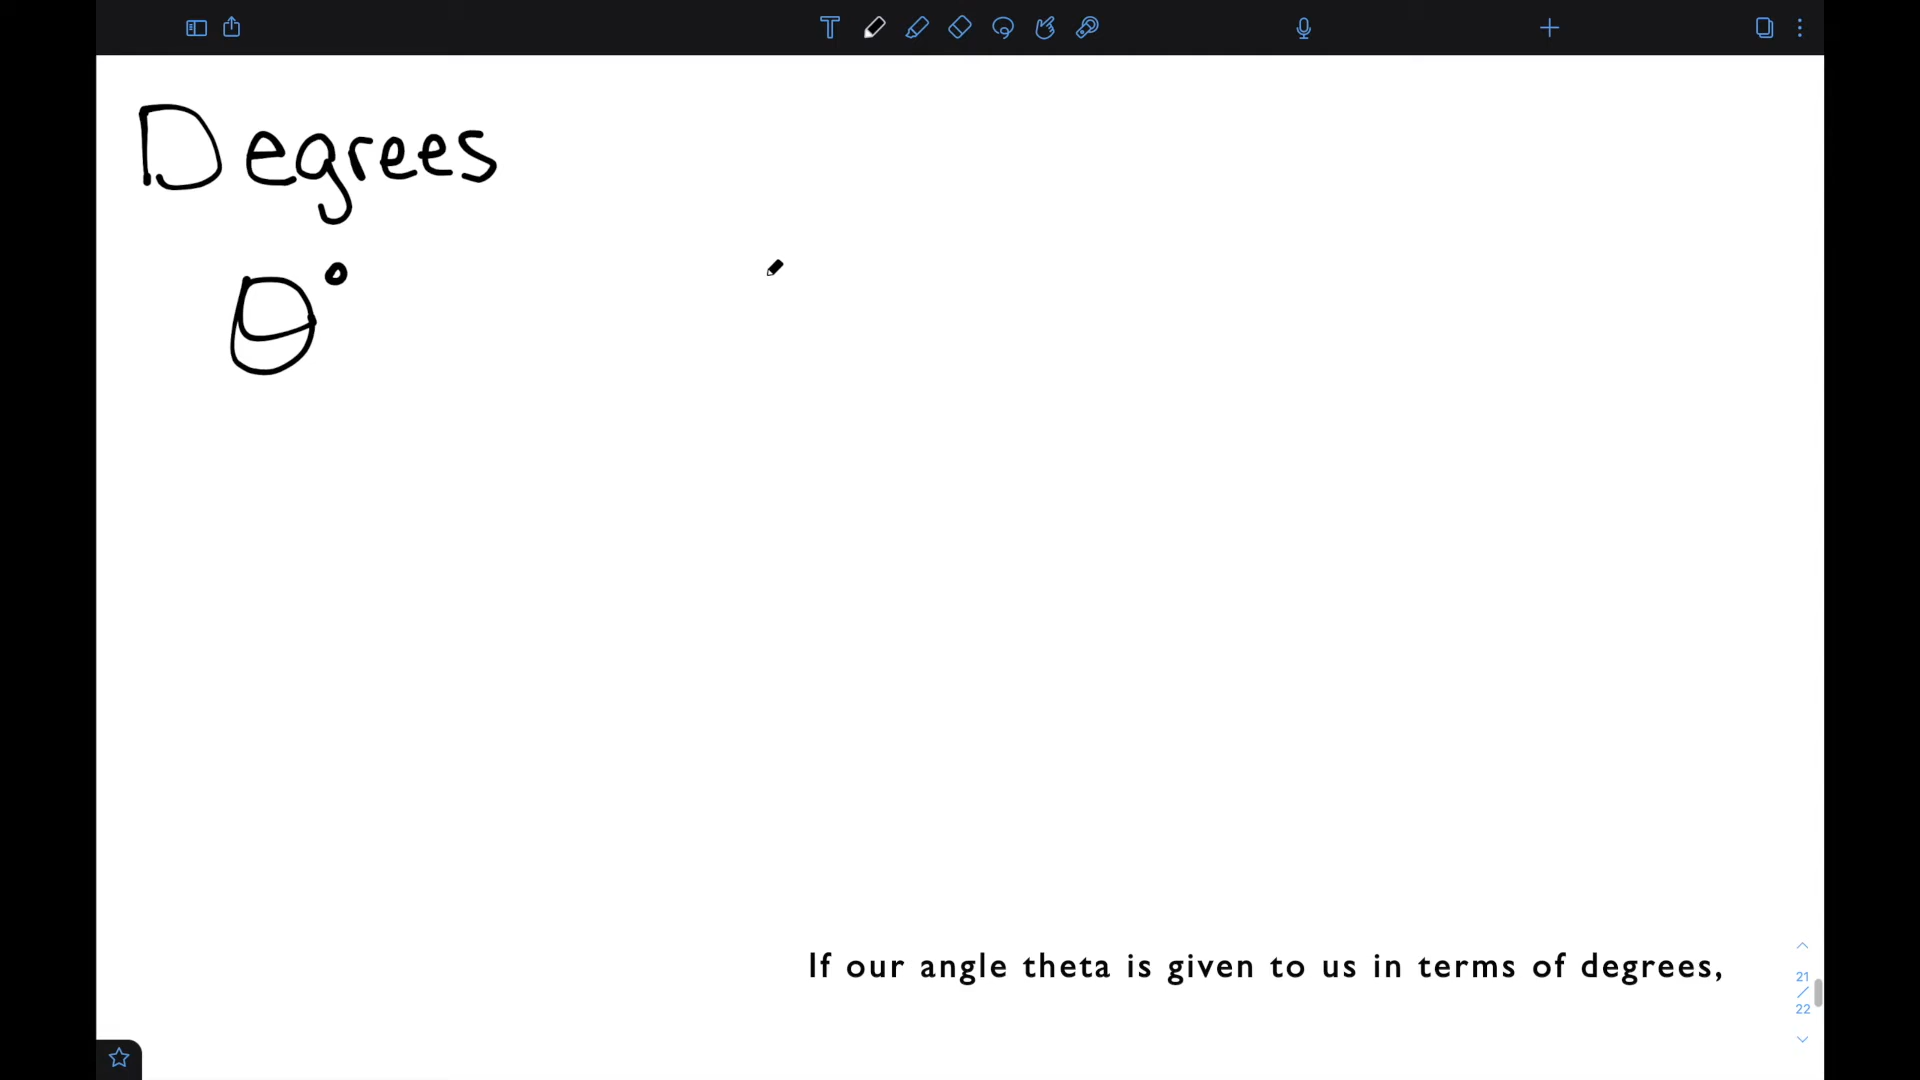 Degrees
θ°
If our angle theta is given to us in terms of degrees,
21
/
22